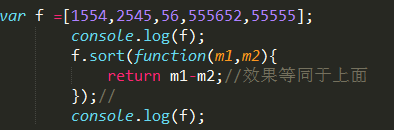 var f =[1554,2545,56,555652,55555];
console.log(f);
f.sort(function(m1,m2){
return m1-m2;//效果等同于上面
});//
console.log(f);